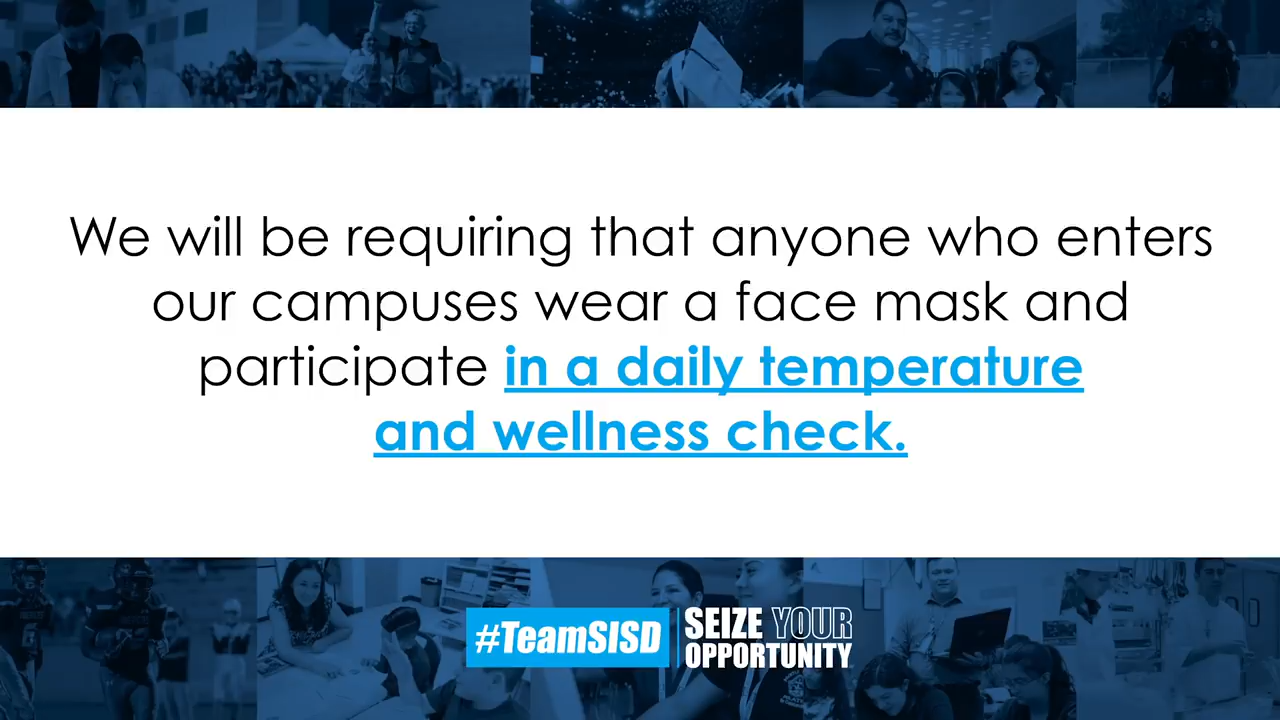 We will be requiring that anyone who enters
our campuses wear a face mask and
participate in a daily temperature
and wellness check.
#TeamSISD
SEIZE YOUR
OPPORTUNITY